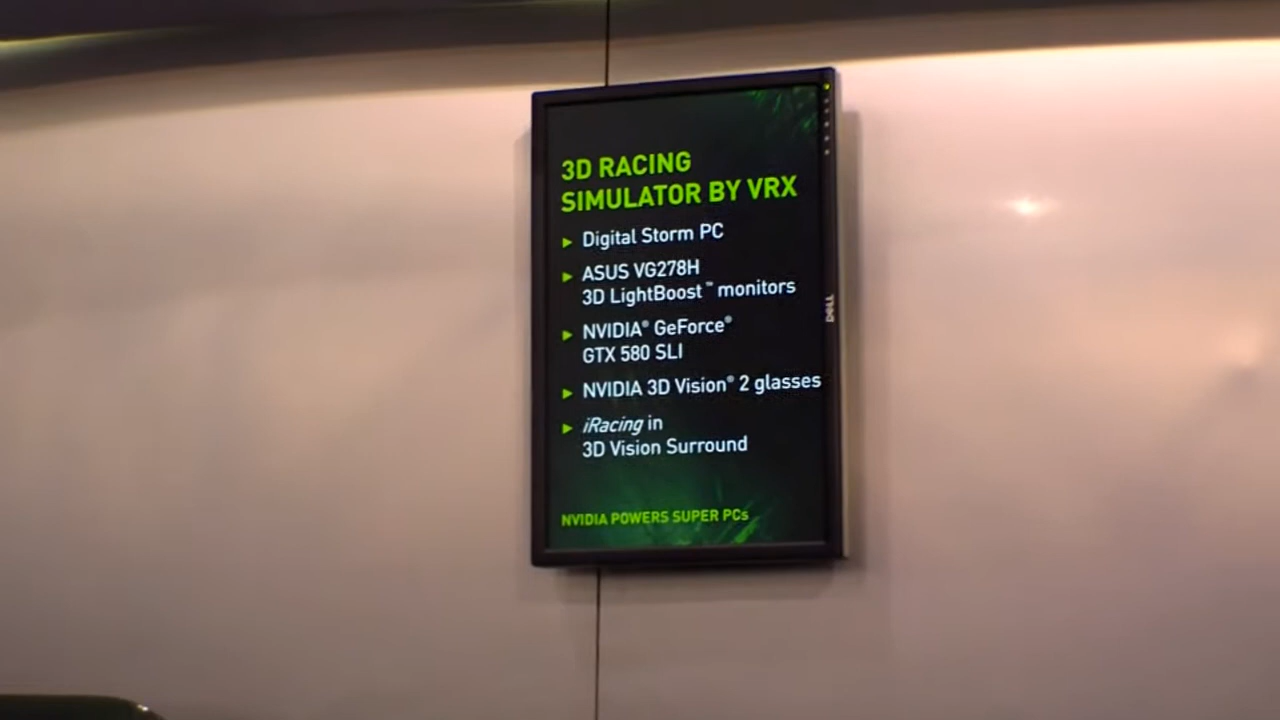 3D RACING
SIMULATOR BY VRX
▶ Digital Storm PC
▶ ASUS VG278H
3D LightBoost™ monitors
▶ NVIDIA® GeForce®
GTX 580 SLI
▶ NVIDIA 3D Vision® 2 glasses
▶ iRacing in
3D Vision Surround
NVIDIA POWERS SUPER PCs
DELL